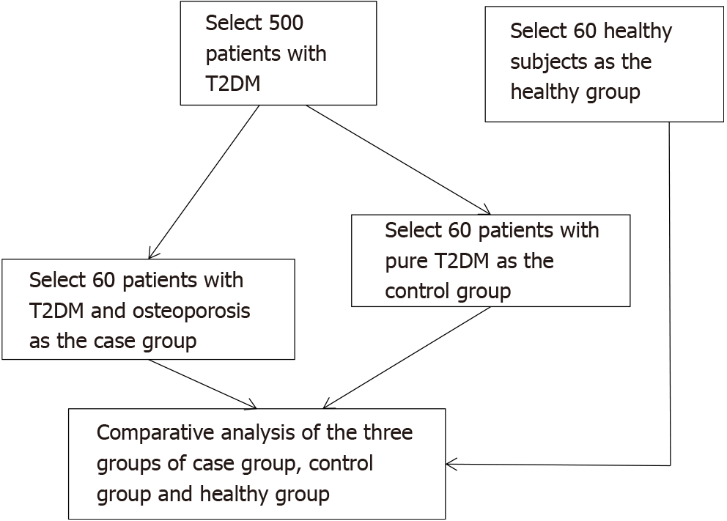 Select 500
patients with
T2DM
Select 60 healthy
subjects as the
healthy group
Select 60 patients with
pure T2DM as the
control group
Select 60 patients with
T2DM and osteoporosis
as the case group
Comparative analysis of the three
groups of case group, control
group and healthy group